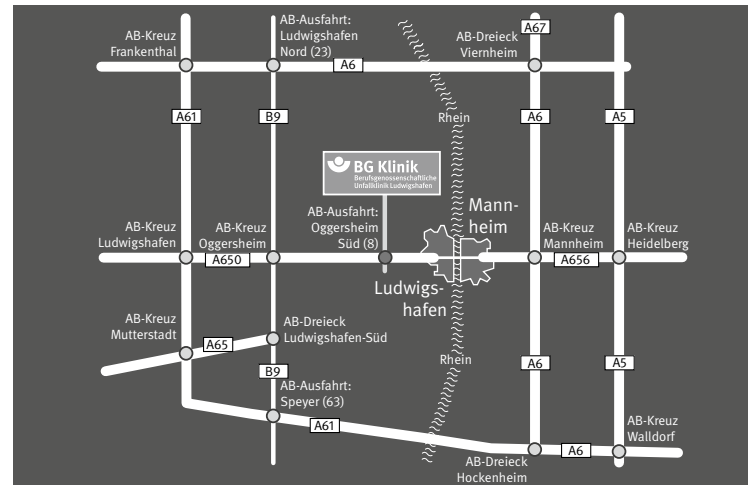 AB-Kreuz
Frankenthal
AB-Ausfahrt:
Ludwigshafen
Nord (23)
A6
AB-Dreieck
Viernheim
A67
A61
B9
Rhein
A6
A5
BG Klinik
Berufsgenossenschaftliche
Unfallklinik Ludwigshafen
AB-Kreuz
Ludwigshafen
AB-Kreuz
Oggersheim
AB-Ausfahrt:
Oggersheim
Süd (8)
Mann-
heim
AB-Kreuz
Mannheim
AB-Kreuz
Heidelberg
A650
A656
Ludwigs-
hafen
AB-Kreuz
Mutterstadt
A65
AB-Dreieck
Ludwigshafen-Süd
Rhein
A6
A5
B9
AB-Ausfahrt:
Speyer (63)
A61
AB-Dreieck
Hockenheim
A6
AB-Kreuz
Walldorf